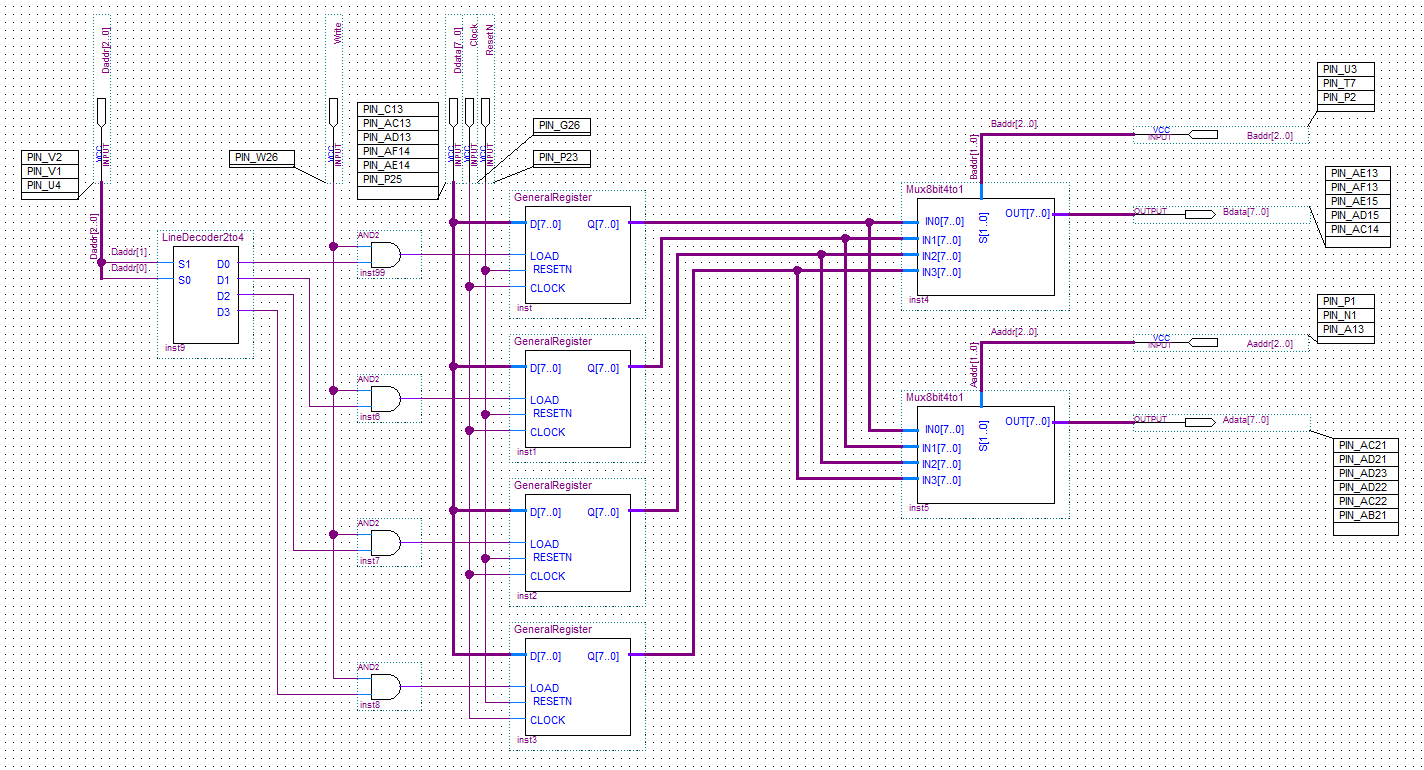 Daddr[2..0]
VCC
INPUT
PIN_V2
PIN_V1
PIN_U4
Daddr[2..0]
Daddr[1]
Daddr[0]
LineDecoder2to4
S1
S0
D0
D1
D2
D3
inst9
Write
VCC
INPUT
PIN_W26
Ddata[7..0]
VCC
INPUT
Clock
VCC
INPUT
ResetN
VCC
INPUT
PIN_C13
PIN_AC13
PIN_AD13
PIN_AF14
PIN_AE14
PIN_P25
PIN_G26
PIN_P23
AND2
inst99
AND2
inst6
AND2
inst7
AND2
inst8
GeneralRegister
D[7..0]
Q[7..0]
LOAD
RESETN
CLOCK
inst
GeneralRegister
D[7..0]
Q[7..0]
LOAD
RESETN
CLOCK
inst1
GeneralRegister
D[7..0]
Q[7..0]
LOAD
RESETN
CLOCK
inst2
GeneralRegister
D[7..0]
Q[7..0]
LOAD
RESETN
CLOCK
inst3
Baddr[2..0]
Baddr[1..0]
VCC
INPUT
Baddr[2..0]
PIN_U3
PIN_T7
PIN_P2
Mux8bit4to1
IN0[7..0]
IN1[7..0]
IN2[7..0]
IN3[7..0]
S[1..0]
OUT[7..0]
inst4
OUTPUT
Bdata[7..0]
PIN_AE13
PIN_AF13
PIN_AE15
PIN_AD15
PIN_AC14
Aaddr[2..0]
Aaddr[1..0]
VCC
INPUT
Aaddr[2..0]
PIN_P1
PIN_N1
PIN_A13
Mux8bit4to1
IN0[7..0]
IN1[7..0]
IN2[7..0]
IN3[7..0]
S[1..0]
OUT[7..0]
inst5
OUTPUT
Adata[7..0]
PIN_AC21
PIN_AD21
PIN_AD23
PIN_AD22
PIN_AC22
PIN_AB21